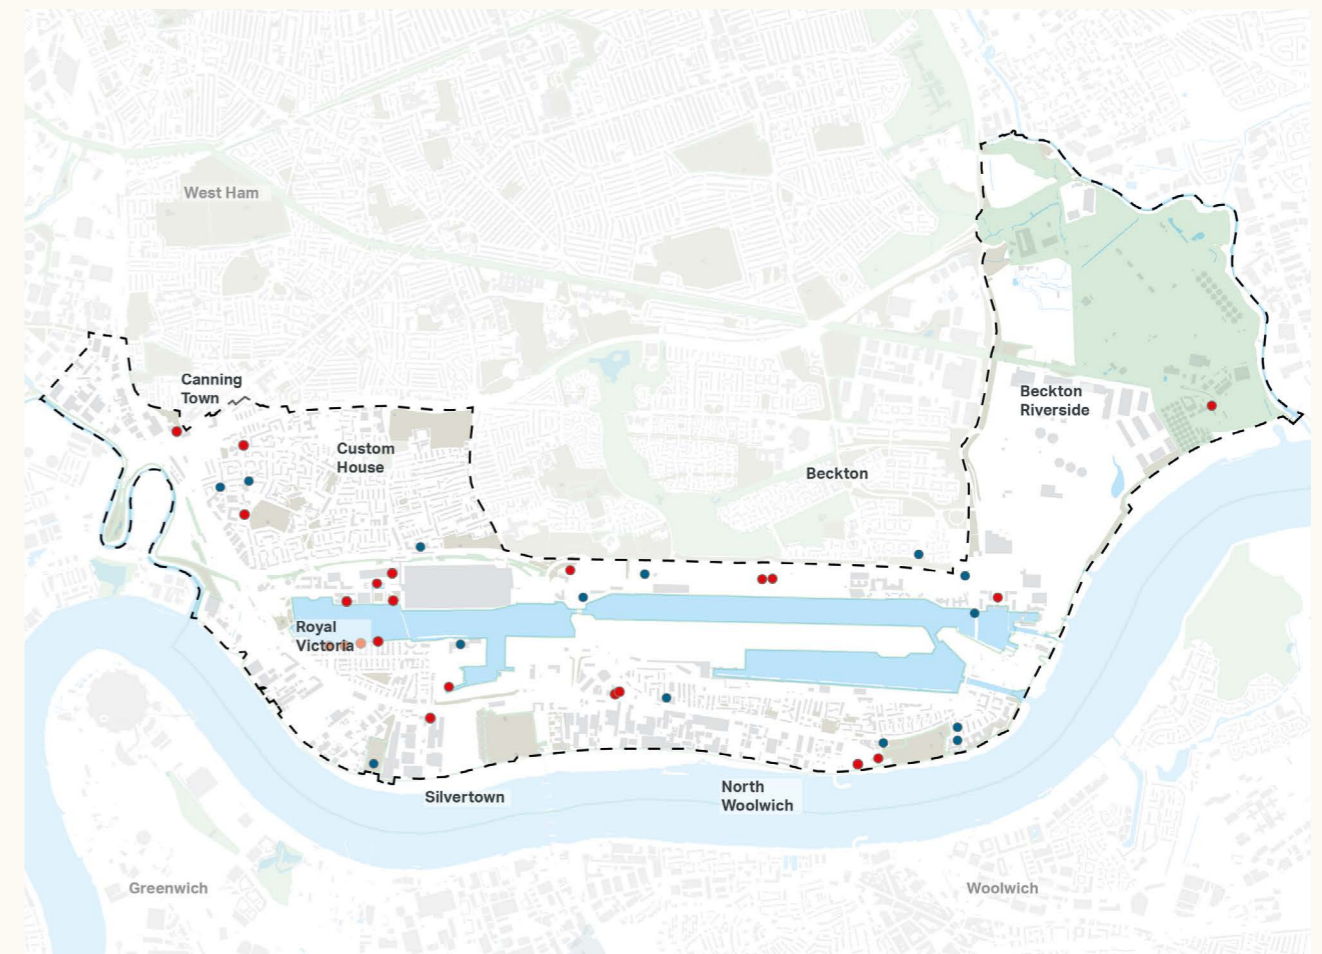 West Ham
Canning
Town
Custom
House
Beckton
Riverside
Beckton
Royal
Victoria
Silvertown
North
Woolwich
Greenwich
Woolwich